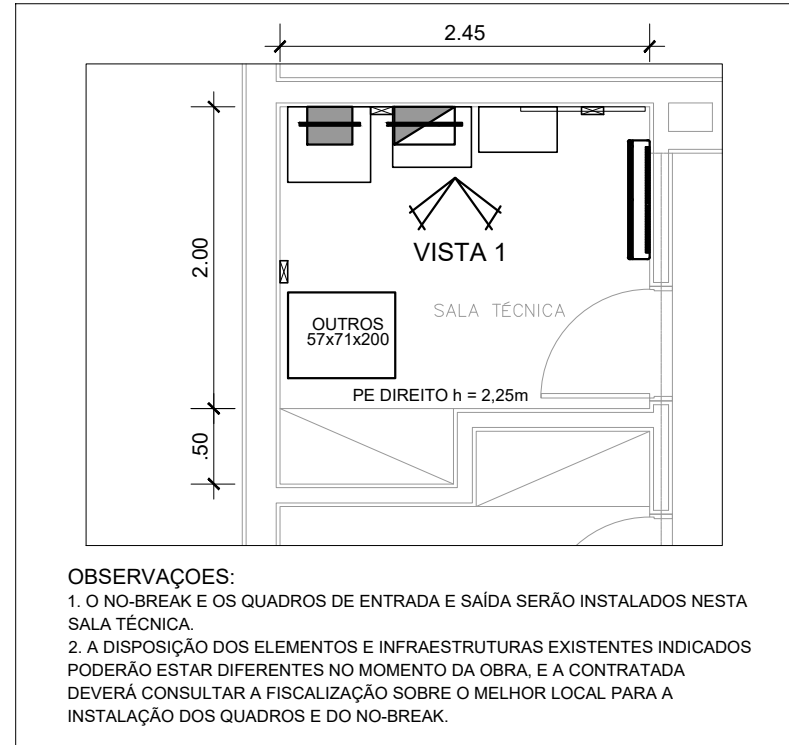 2.45
2.00
VISTA 1
SALA TÉCNICA
OUTROS
57x71x200
PE DIREITO h = 2,25m
.50
OBSERVAÇOES:
1. O NO-BREAK E OS QUADROS DE ENTRADA E SAÍDA SERÃO INSTALADOS NESTA
SALA TÉCNICA.
2. A DISPOSIÇÃO DOS ELEMENTOS E INFRAESTRUTURAS EXISTENTES INDICADOS
PODERÃO ESTAR DIFERENTES NO MOMENTO DA OBRA, E A CONTRATADA
DEVERÁ CONSULTAR A FISCALIZAÇÃO SOBRE O MELHOR LOCAL PARA A
INSTALAÇÃO DOS QUADROS E DO NO-BREAK.